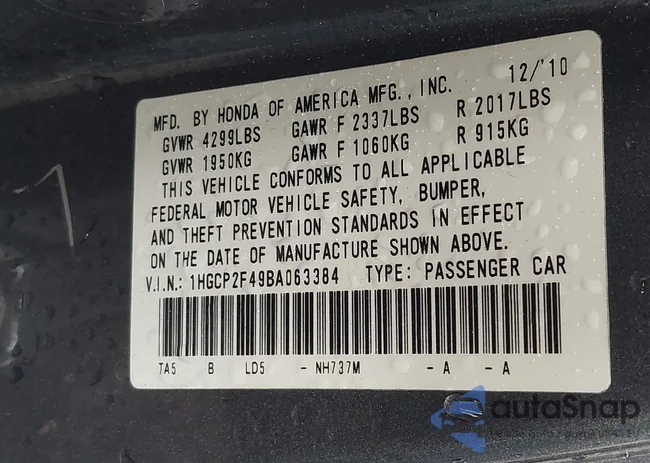 MFD. BY HONDA OF AMERICA MFG., INC. 12/'10
GVWR 4299LBS GAWR F 2337LBS R 2017LBS
GVWR 1950KG GAWR F 1060KG R 915KG
THIS VEHICLE CONFORMS TO ALL APPLICABLE
FEDERAL MOTOR VEHICLE SAFETY, BUMPER,
AND THEFT PREVENTION STANDARDS IN EFFECT
ON THE DATE OF MANUFACTURE SHOWN ABOVE.
V.I.N.: 1HGCP2F49BA063384 TYPE: PASSENGER CAR
TA5 B LD5 - NH737M - A - A
autaSnap